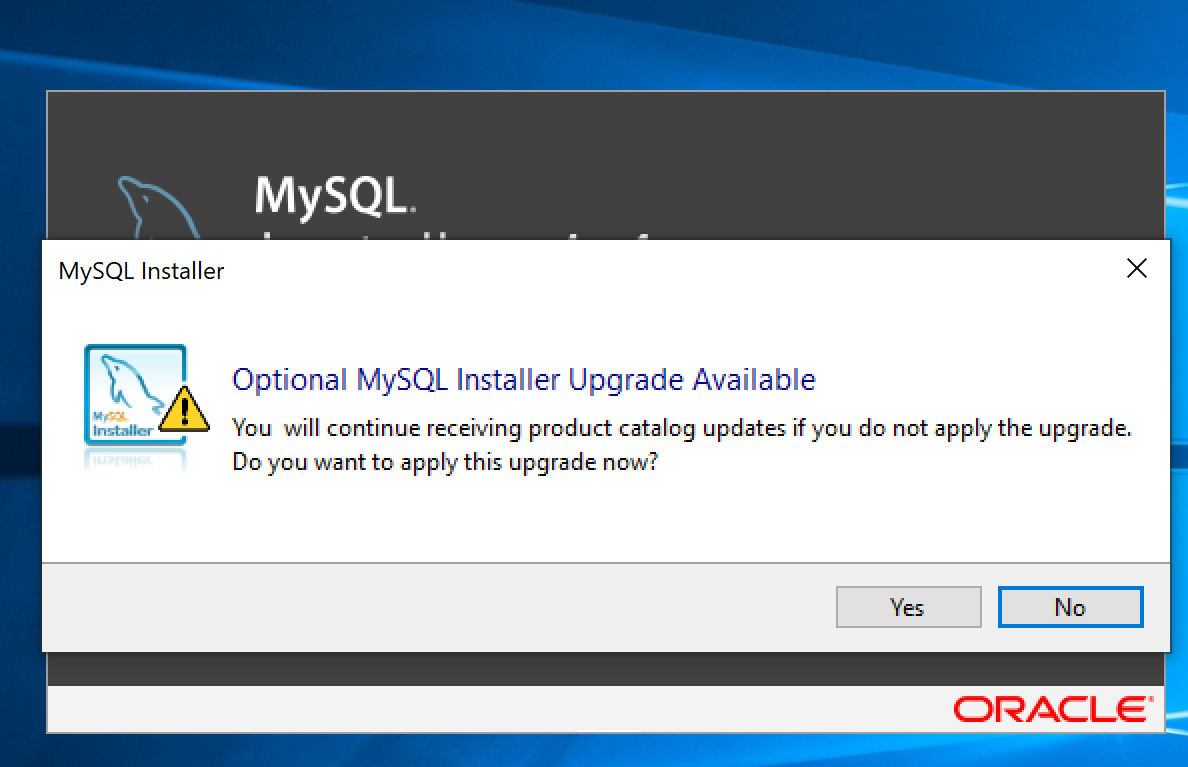 MySQL.
MySQL Installer
MySQL
Installer
Optional MySQL Installer Upgrade Available
You  will continue receiving product catalog updates if you do not apply the upgrade.
Do you want to apply this upgrade now?
Yes
No
ORACLE